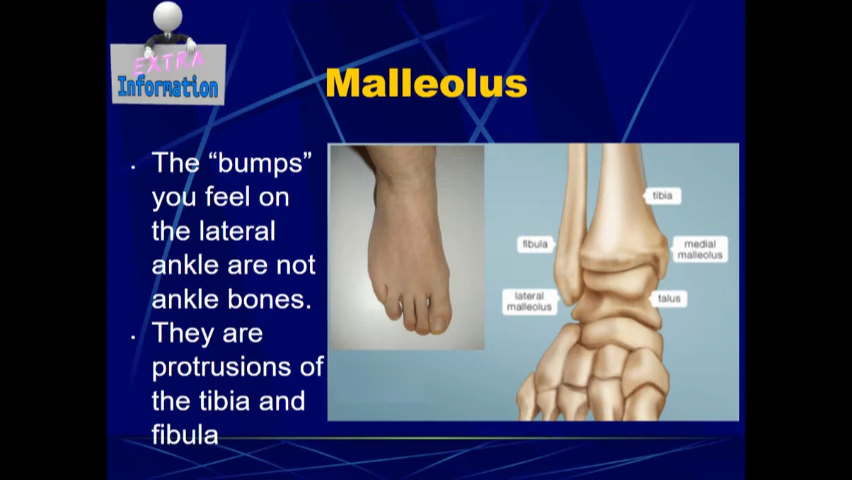 EXTRA
Information
Malleolus
· The “bumps”
you feel on
the lateral
ankle are not
ankle bones.
· They are
protrusions of
the tibia and
fibula
tibia
fibula
medial
malleolus
lateral
malleolus
talus